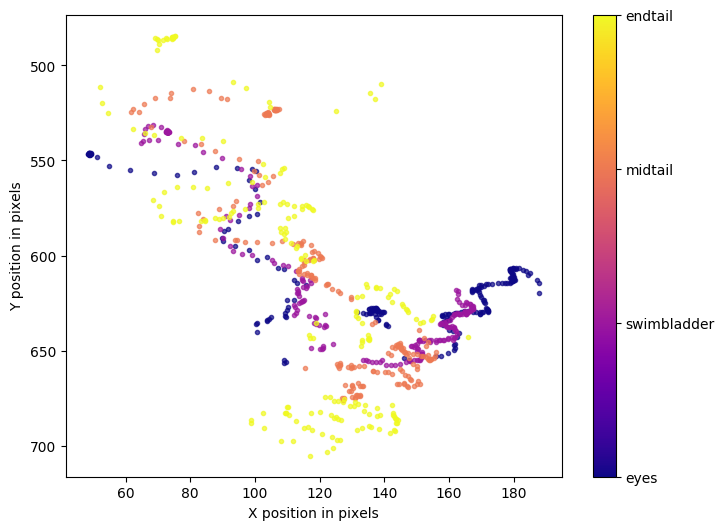 endtail
500
550
midtail
600
swimbladder
650
700
eyes
60 80 100 120 140 160 180
X position in pixels
Y position in pixels